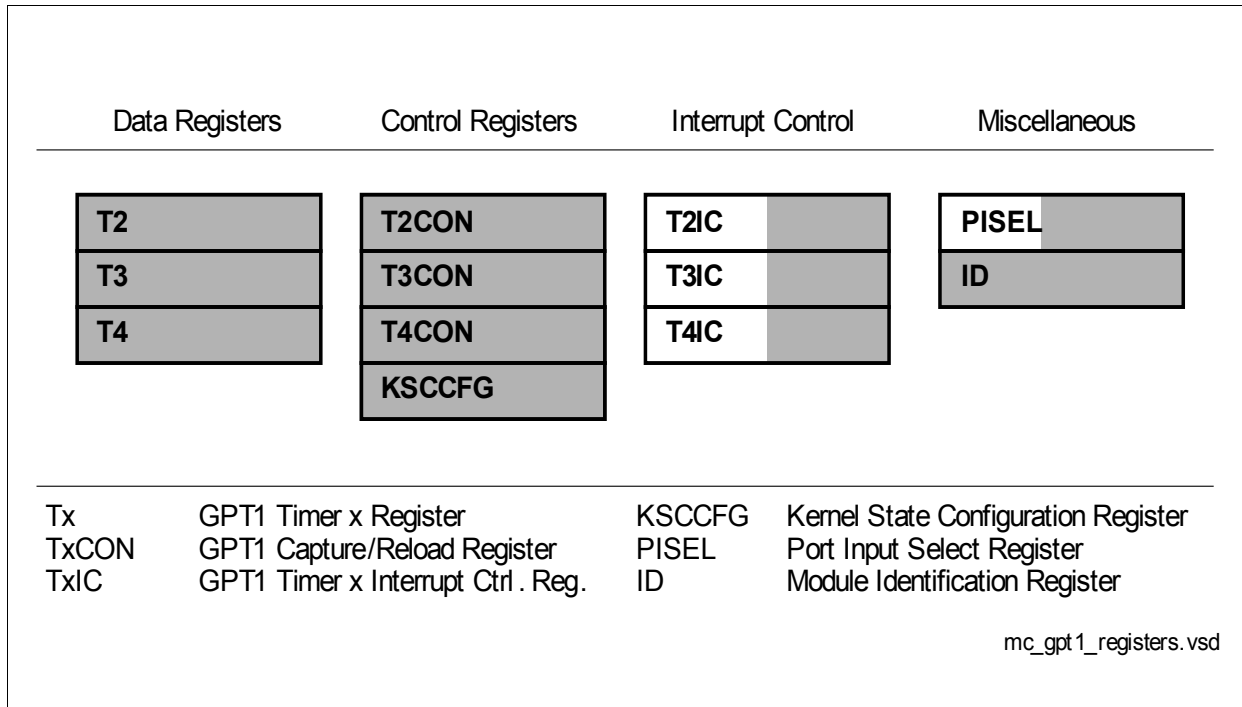 Data Registers Control Registers Interrupt Control Miscellaneous
T2 T2CON T2IC PISEL
T3 T3CON T3IC ID
T4 T4CON T4IC
KSCCFG
Tx GPT1 Timer x Register KSCCFG Kernel State Configuration Register
TxCON GPT1 Capture/Reload Register PISEL Port Input Select Register
TxIC GPT1 Timer x Interrupt Ctrl. Reg. ID Module Identification Register
mc_gpt1_registers.vsd